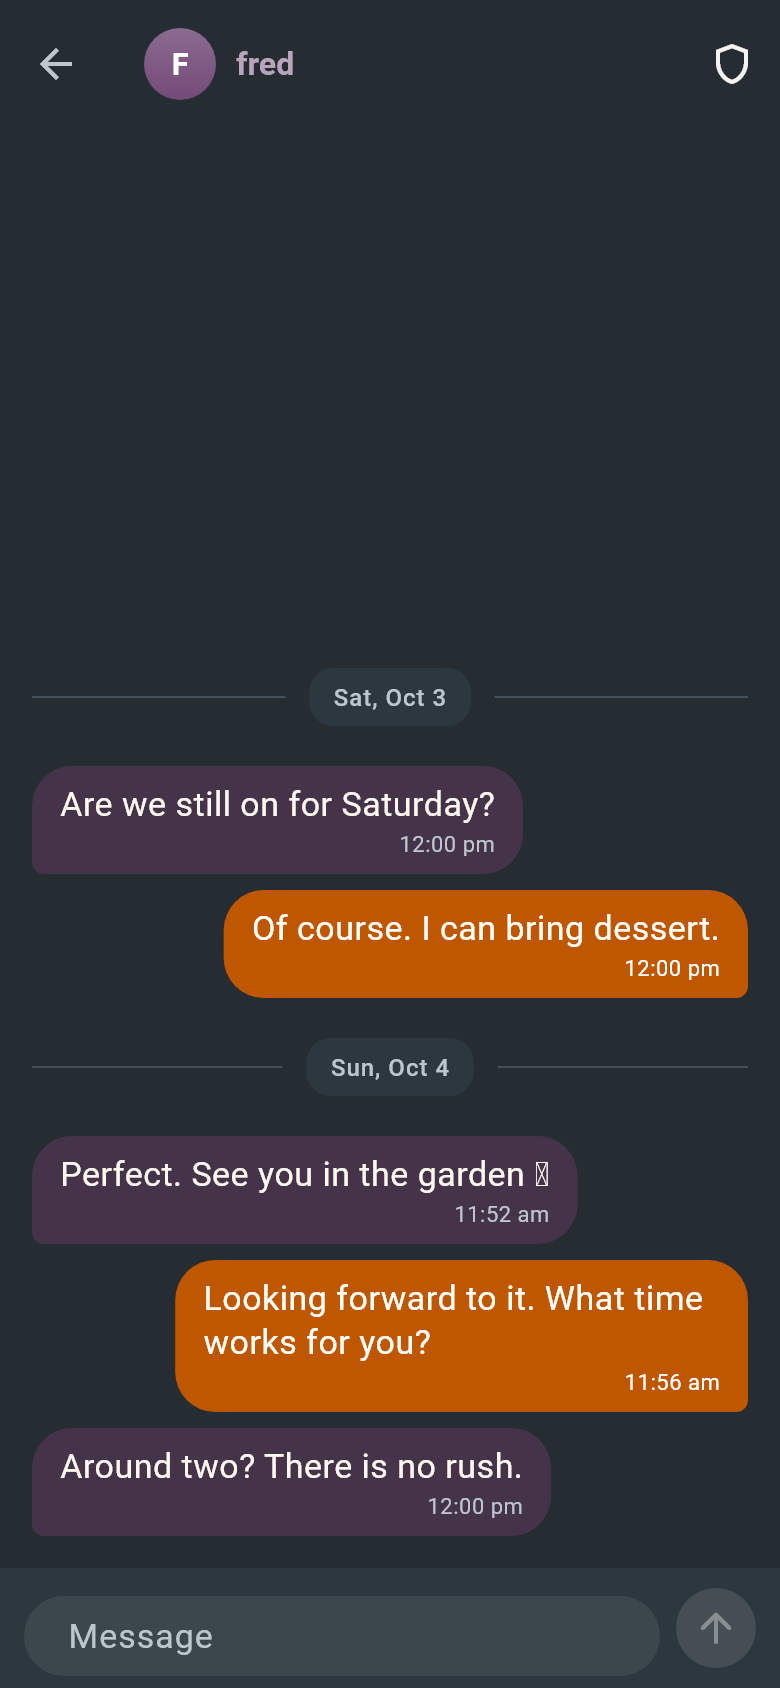 F
fred
Sat, Oct 3
Are we still on for Saturday?
12:00 pm
Of course. I can bring dessert.
12:00 pm
Sun, Oct 4
Perfect. See you in the garden
11:52 am
Looking forward to it. What time
works for you?
11:56 am
Around two? There is no rush.
12:00 pm
Message